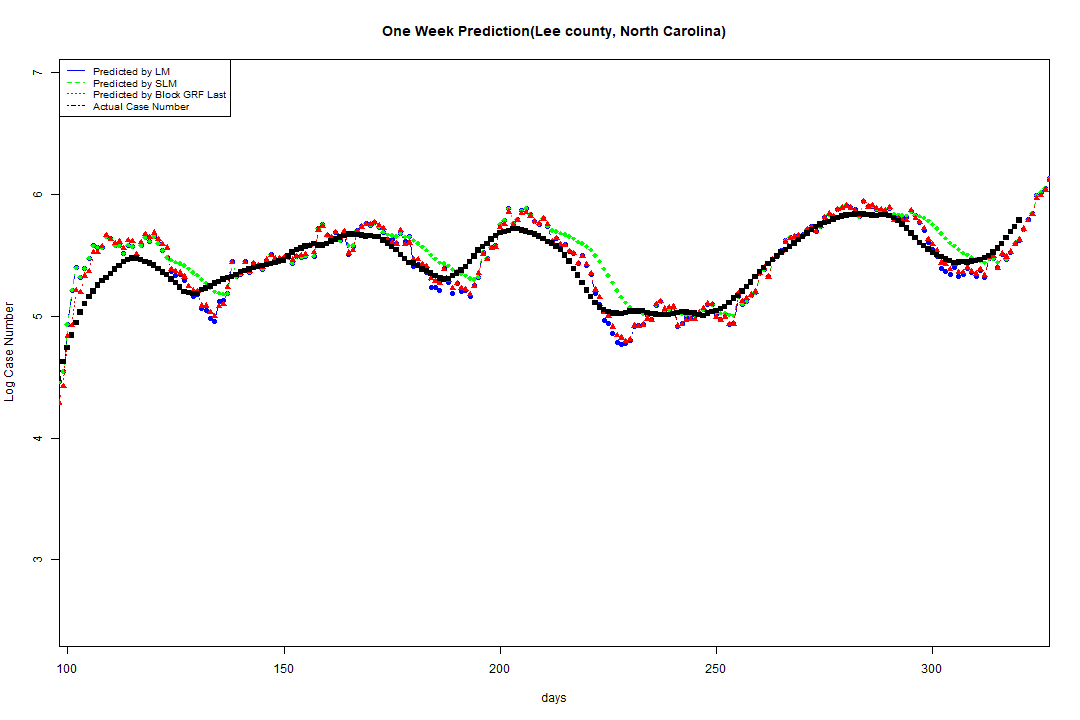 One Week Prediction(Lee county, North Carolina)
7
Predicted by LM
Predicted by SLM
Predicted by Block GRF Last
Actual Case Number
6
5
4
3
Log Case Number
100 150 200 250 300
days